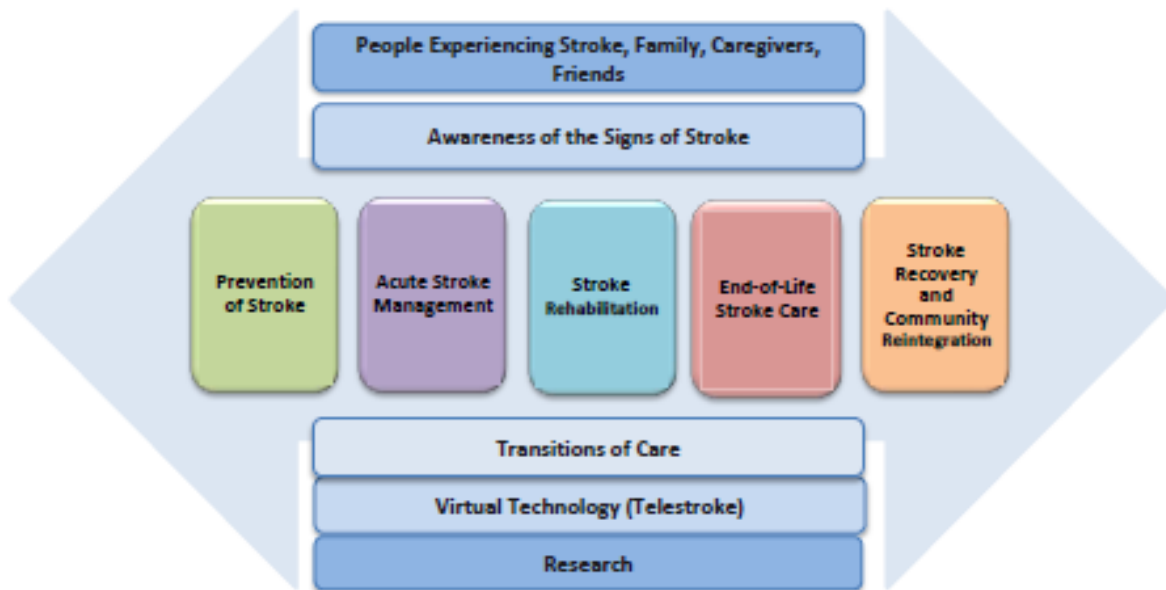 People Experiencing Stroke, Family, Caregivers,
Friends
Awareness of the Signs of Stroke
Prevention
of Stroke
Acute Stroke
Management
Stroke
Rehabilitation
End-of-Life
Stroke Care
Stroke
Recovery
and
Community
Reintegration
Transitions of Care
Virtual Technology (Telestroke)
Research